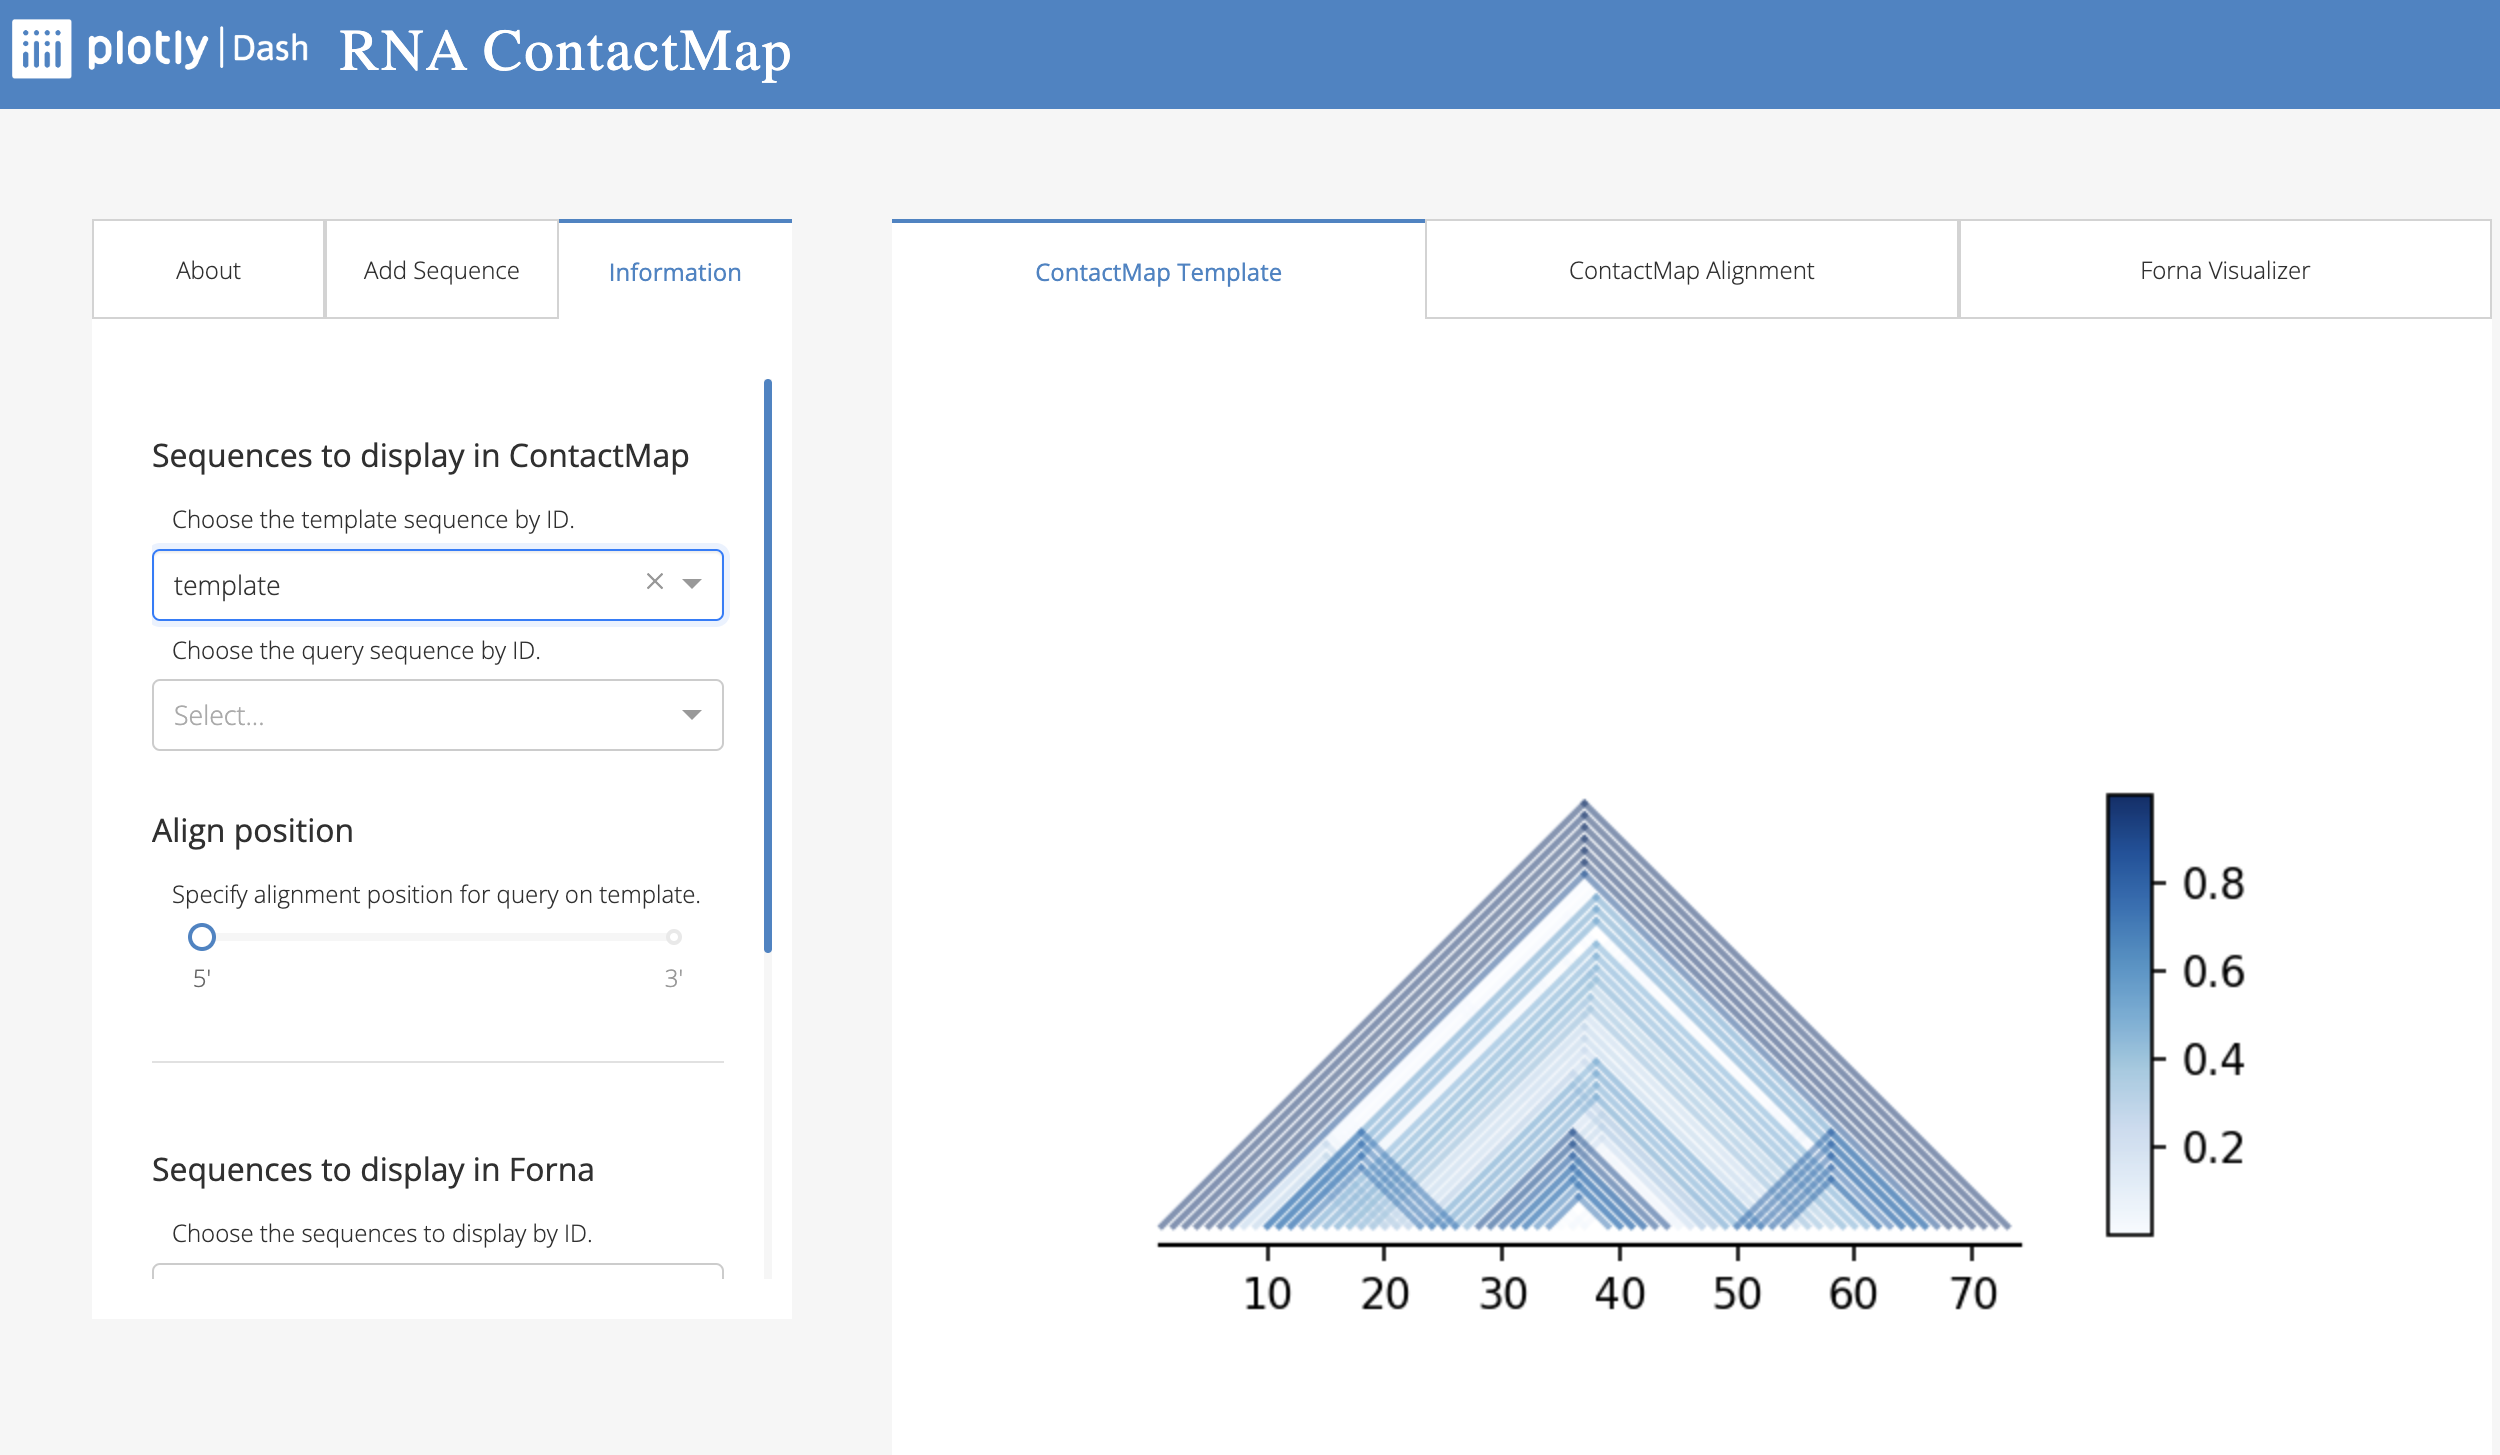 plotly | Dash RNA ContactMap
About Add Sequence Information
ContactMap Template ContactMap Alignment Forna Visualizer
Sequences to display in ContactMap
Choose the template sequence by ID.
template
Choose the query sequence by ID.
Select...
Align position
Specify alignment position for query on template.
5' 3'
Sequences to display in Forna
Choose the sequences to display by ID.
0.8
0.6
0.4
0.2
10 20 30 40 50 60 70